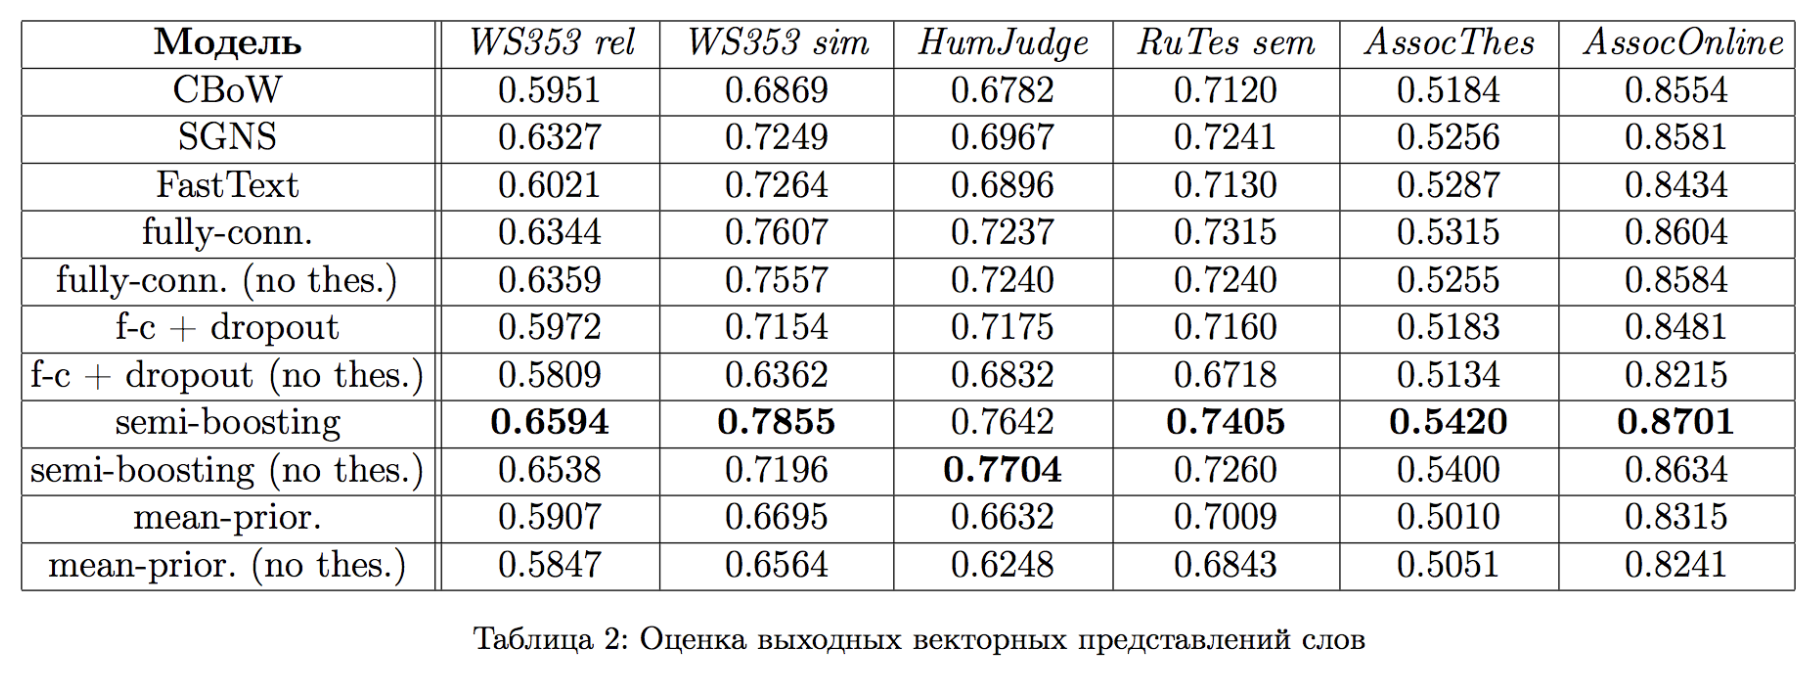 Модель WS353 rel WS353 sim HumJudge RuTes sem AssocThes AssocOnline
CBoW 0.5951 0.6869 0.6782 0.7120 0.5184 0.8554
SGNS 0.6327 0.7249 0.6967 0.7241 0.5256 0.8581
FastText 0.6021 0.7264 0.6896 0.7130 0.5287 0.8434
fully-conn. 0.6344 0.7607 0.7237 0.7315 0.5315 0.8604
fully-conn. (no thes.) 0.6359 0.7557 0.7240 0.7240 0.5255 0.8584
f-c + dropout 0.5972 0.7154 0.7175 0.7160 0.5183 0.8481
f-c + dropout (no thes.) 0.5809 0.6362 0.6832 0.6718 0.5134 0.8215
semi-boosting 0.6594 0.7855 0.7642 0.7405 0.5420 0.8701
semi-boosting (no thes.) 0.6538 0.7196 0.7704 0.7260 0.5400 0.8634
mean-prior. 0.5907 0.6695 0.6632 0.7009 0.5010 0.8315
mean-prior. (no thes.) 0.5847 0.6564 0.6248 0.6843 0.5051 0.8241
Таблица 2: Оценка выходных векторных представлений слов